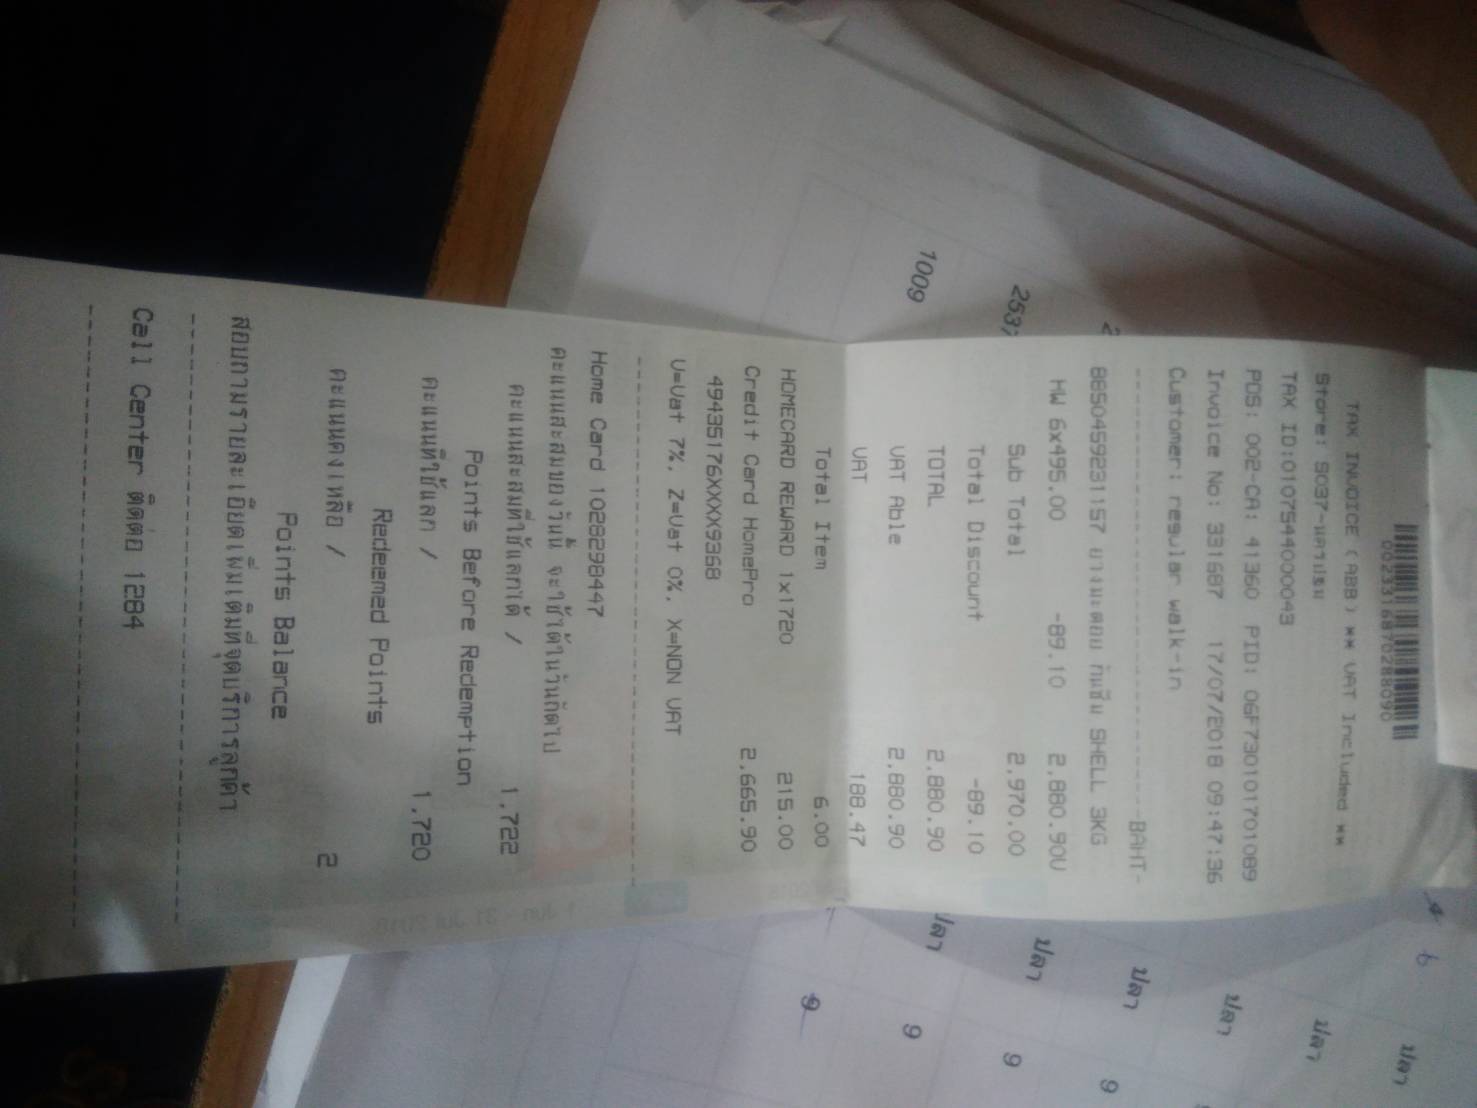 0023316870288090
TAX INVOICE (ABB) ** VAT Included **
Store: S037-นครปฐม
TAX ID:0107544000043
POS: 002-CA: 41360 PID: 06F7301017010B9
Invoice No: 331687 17/07/2018 09:47:36
Customer: regular walk-in
---------------------------BAHT-
8850459231157 ยางมะตอย กันซึม SHELL 3KG
HW 6x495.00 -89.10 2,880.90V
Sub Total 2,970.00
Total Discount -89.10
TOTAL 2,880.90
VAT Able 2,880.90
VAT 188.47
Total Item 6.00
HOMECARD REWARD 1x1720 215.00
Credit Card HomePro 2,665.90
49435176XXXX9368
V=Vat 7%, Z=Vat 0%, X=NON VAT
Home Card 1028298447
คะแนนสะสมของวันนี้ จะใช้ได้ในวันถัดไป
คะแนนสะสมที่ใช้แลกได้ / 1,722
Points Before Redemption
คะแนนที่ใช้แลก / 1,720
Redeemed Points
คะแนนคงเหลือ / 2
Points Balance
สอบถามรายละเอียดเพิ่มเติมที่จุดบริการลูกค้า
Call Center ติดต่อ 1284
1009
2537
ปลา
ปลา 9
ปลา 9
ปลา 9
ปลา
ปลา
ปลา